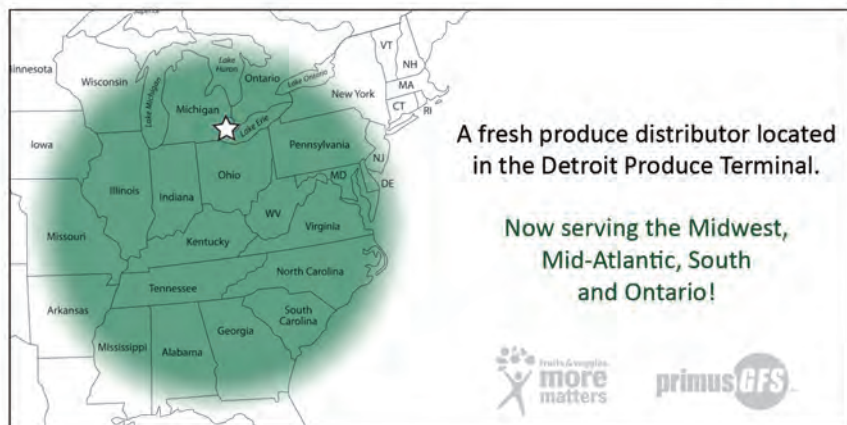 Superior
Minnesota
Wisconsin
Lake Michigan
Lake Huron
Ontario
Lake Ontario
VT
NH
MA
CT
RI
New York
Michigan
Lake Erie
Iowa
Pennsylvania
NJ
Illinois
Indiana
Ohio
MD
DE
WV
Virginia
Missouri
Kentucky
North Carolina
Tennessee
Arkansas
South Carolina
Georgia
Mississippi
Alabama
A fresh produce distributor located
in the Detroit Produce Terminal.
Now serving the Midwest,
Mid-Atlantic, South
and Ontario!
fruits & veggies
more
matters
primusGFS